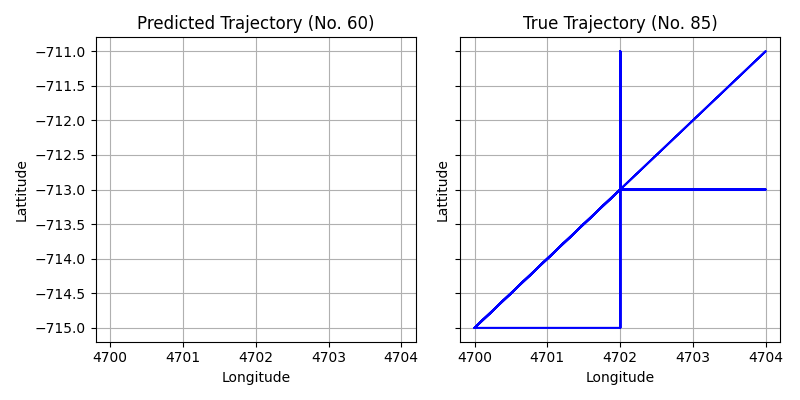 Predicted Trajectory (No. 60)
True Trajectory (No. 85)
−711.0
−711.5
−712.0
−712.5
−713.0
−713.5
−714.0
−714.5
−715.0
Lattitude
Lattitude
4700 4701 4702 4703 4704
4700 4701 4702 4703 4704
Longitude
Longitude